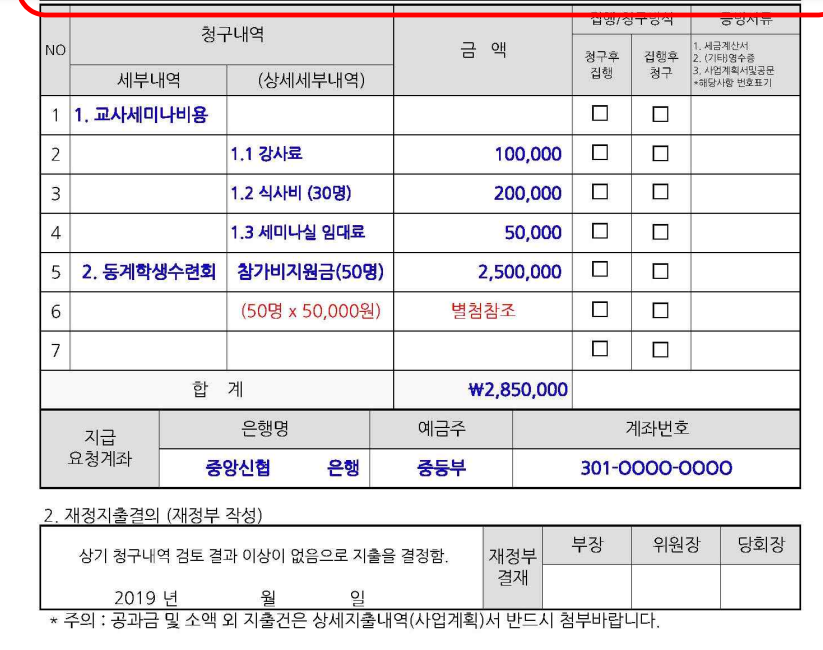 청구내역
집행/청구방식
증빙서류
NO
금 액
세부내역
(상세세부내역)
청구후
집행
집행후
청구
1. 세금계산서
2. (기타)영수증
3. 사업계획서및공문
*해당사항 번호표기
1 1. 교사세미나비용 □ □
2 1.1 강사료 100,000 □ □
3 1.2 식사비 (30명) 200,000 □ □
4 1.3 세미나실 임대료 50,000 □ □
5 2. 동계학생수련회 참가비지원금(50명) 2,500,000 □ □
6 (50명 x 50,000원) 별첨참조 □ □
7 □ □
합 계 ₩2,850,000
지급
요청계좌
은행명 예금주 계좌번호
중앙신협 은행 중등부 301-0000-0000
2. 재정지출결의 (재정부 작성)
상기 청구내역 검토 결과 이상이 없음으로 지출을 결정함.
2019 년 월 일
재정부
결재
부장 위원장 당회장
* 주의 : 공과금 및 소액 외 지출건은 상세지출내역(사업계획)서 반드시 첨부바랍니다.